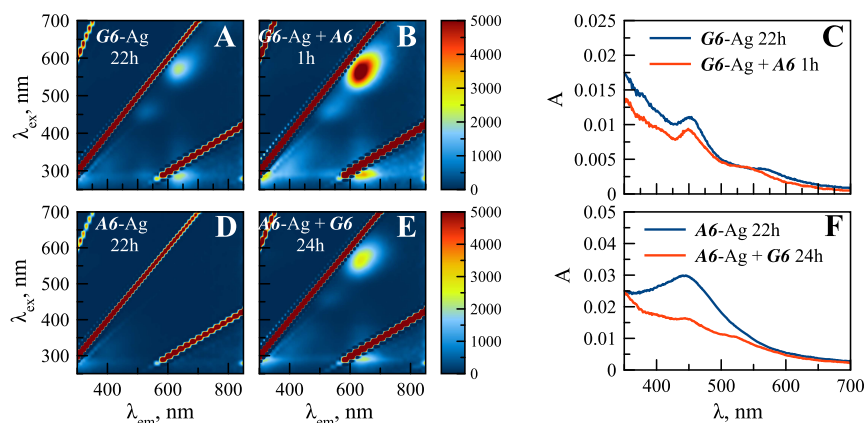 G6-Ag
22h
A
G6-Ag + A6
1h
B
A6-Ag
22h
D
A6-Ag + G6
24h
E
700
600
500
400
300
λex, nm
700
600
500
400
300
λex, nm
400 600 800
λem, nm
400 600 800
λem, nm
5000
4000
3000
2000
1000
0
5000
4000
3000
2000
1000
0
C
G6-Ag 22h
G6-Ag + A6 1h
0.025
0.02
0.015
0.01
0.005
0
A
F
A6-Ag 22h
A6-Ag + G6 24h
0.05
0.04
0.03
0.02
0.01
0
A
400 500 600 700
λ, nm